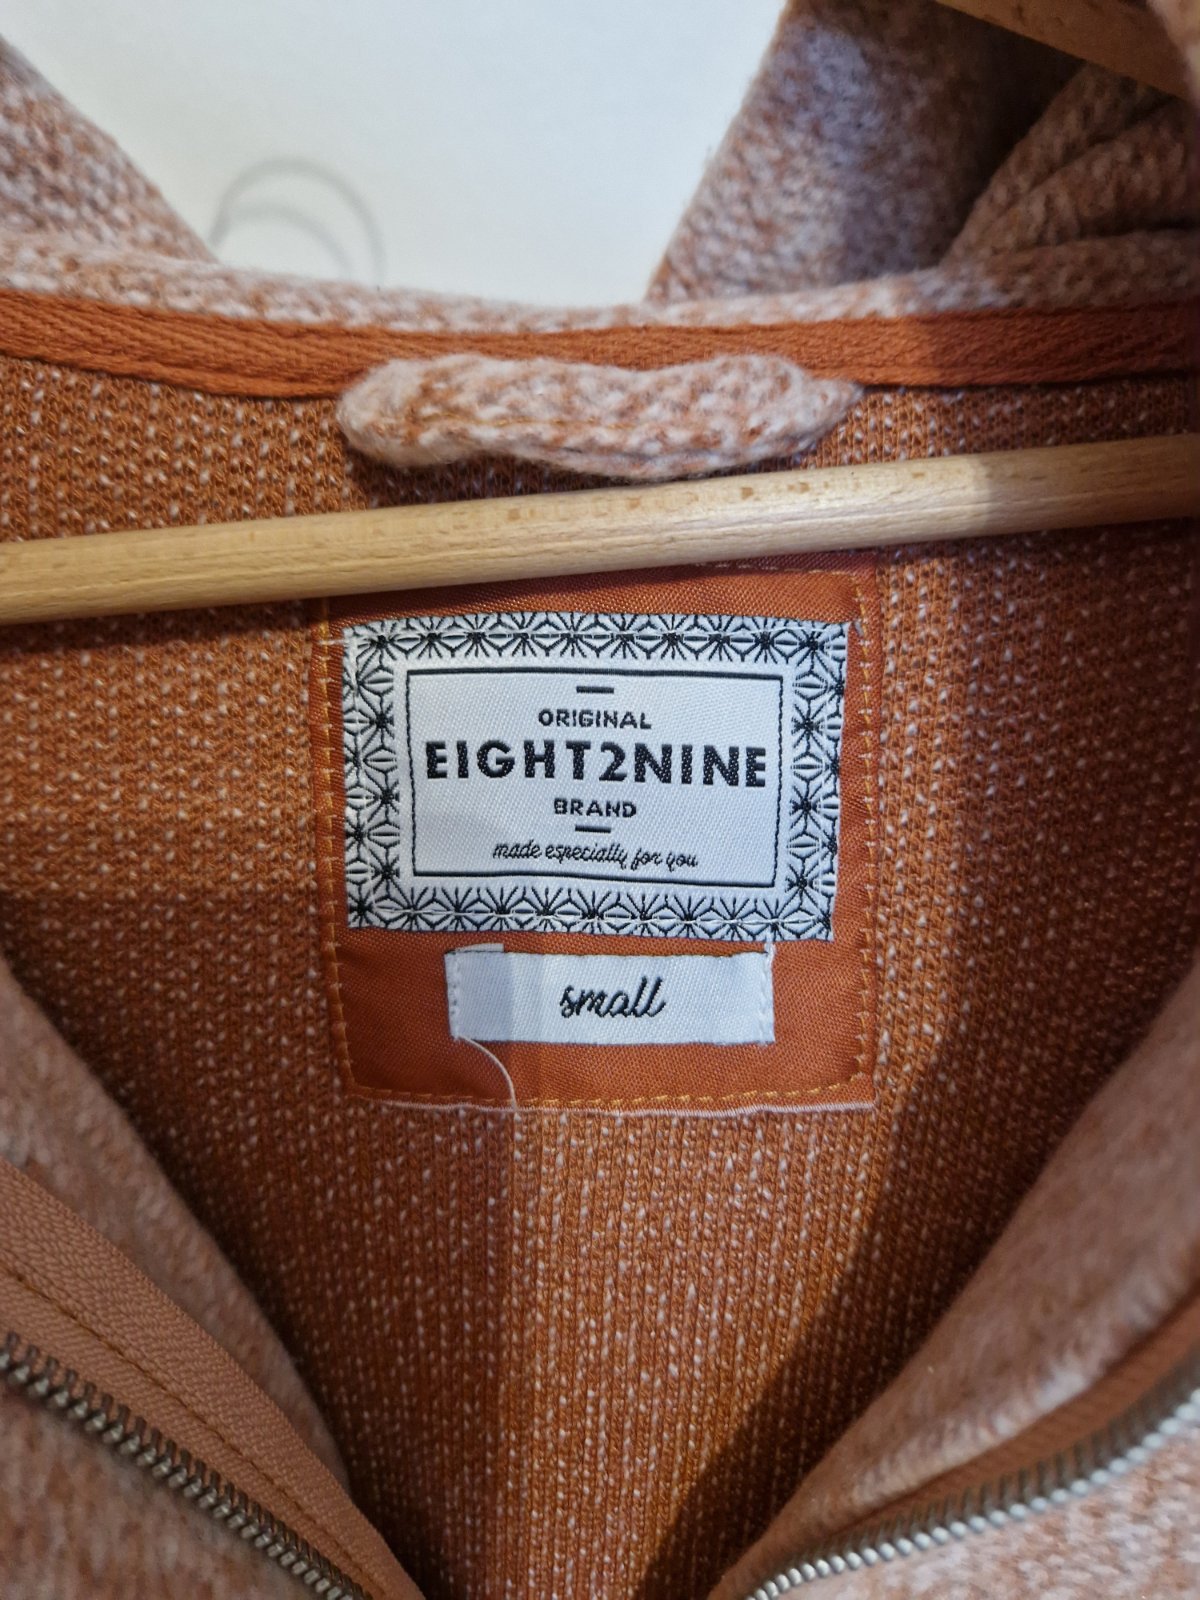 ORIGINAL
EIGHT2NINE
BRAND
made especially for you
small